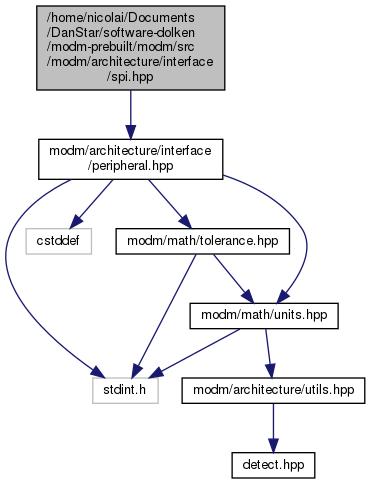 /home/nicolai/Documents
/DanStar/software-dolken
/modm-prebuilt/modm/src
/modm/architecture/interface
/spi.hpp
modm/architecture/interface
/peripheral.hpp
cstddef
modm/math/tolerance.hpp
modm/math/units.hpp
stdint.h
modm/architecture/utils.hpp
detect.hpp